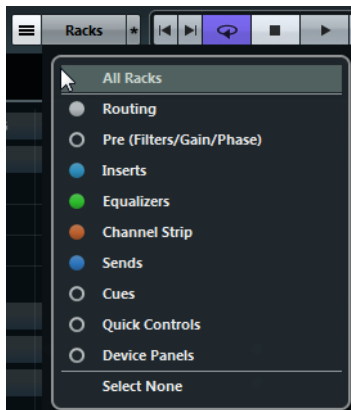 Racks *
All Racks
Routing
Pre (Filters/Gain/Phase)
Inserts
Equalizers
Channel Strip
Sends
Cues
Quick Controls
Device Panels
Select None